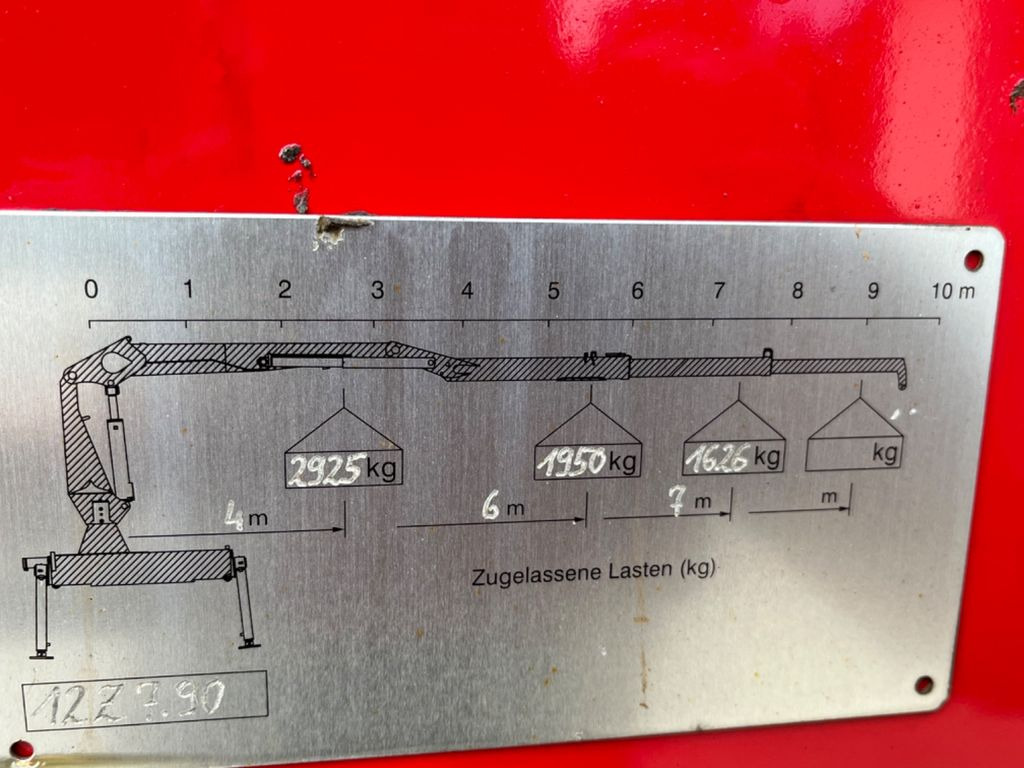 0 1 2 3 4 5 6 7 8 9 10 m
2925 kg 1950 kg 1626 kg kg
4 m 6 m 7 m m
Zugelassene Lasten (kg)
12Z 7.90